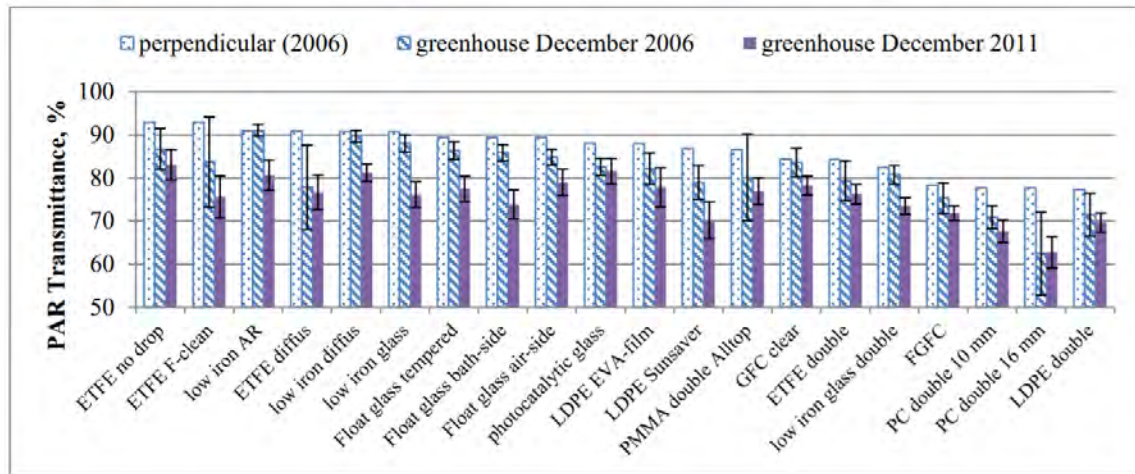 perpendicular (2006) greenhouse December 2006 greenhouse December 2011
PAR Transmittance, %
100
90
80
70
60
50
ETFE no drop
ETFE F-clean
low iron AR
ETFE diffus
low iron diffus
low iron glass
Float glass tempered
Float glass bath-side
Float glass air-side
photocatalytic glass
LDPE EVA-film
LDPE Sunsaver
PMMA double Alltop
GFC clear
ETFE double
low iron glass double
FGFC
PC double 10 mm
PC double 16 mm
LDPE double